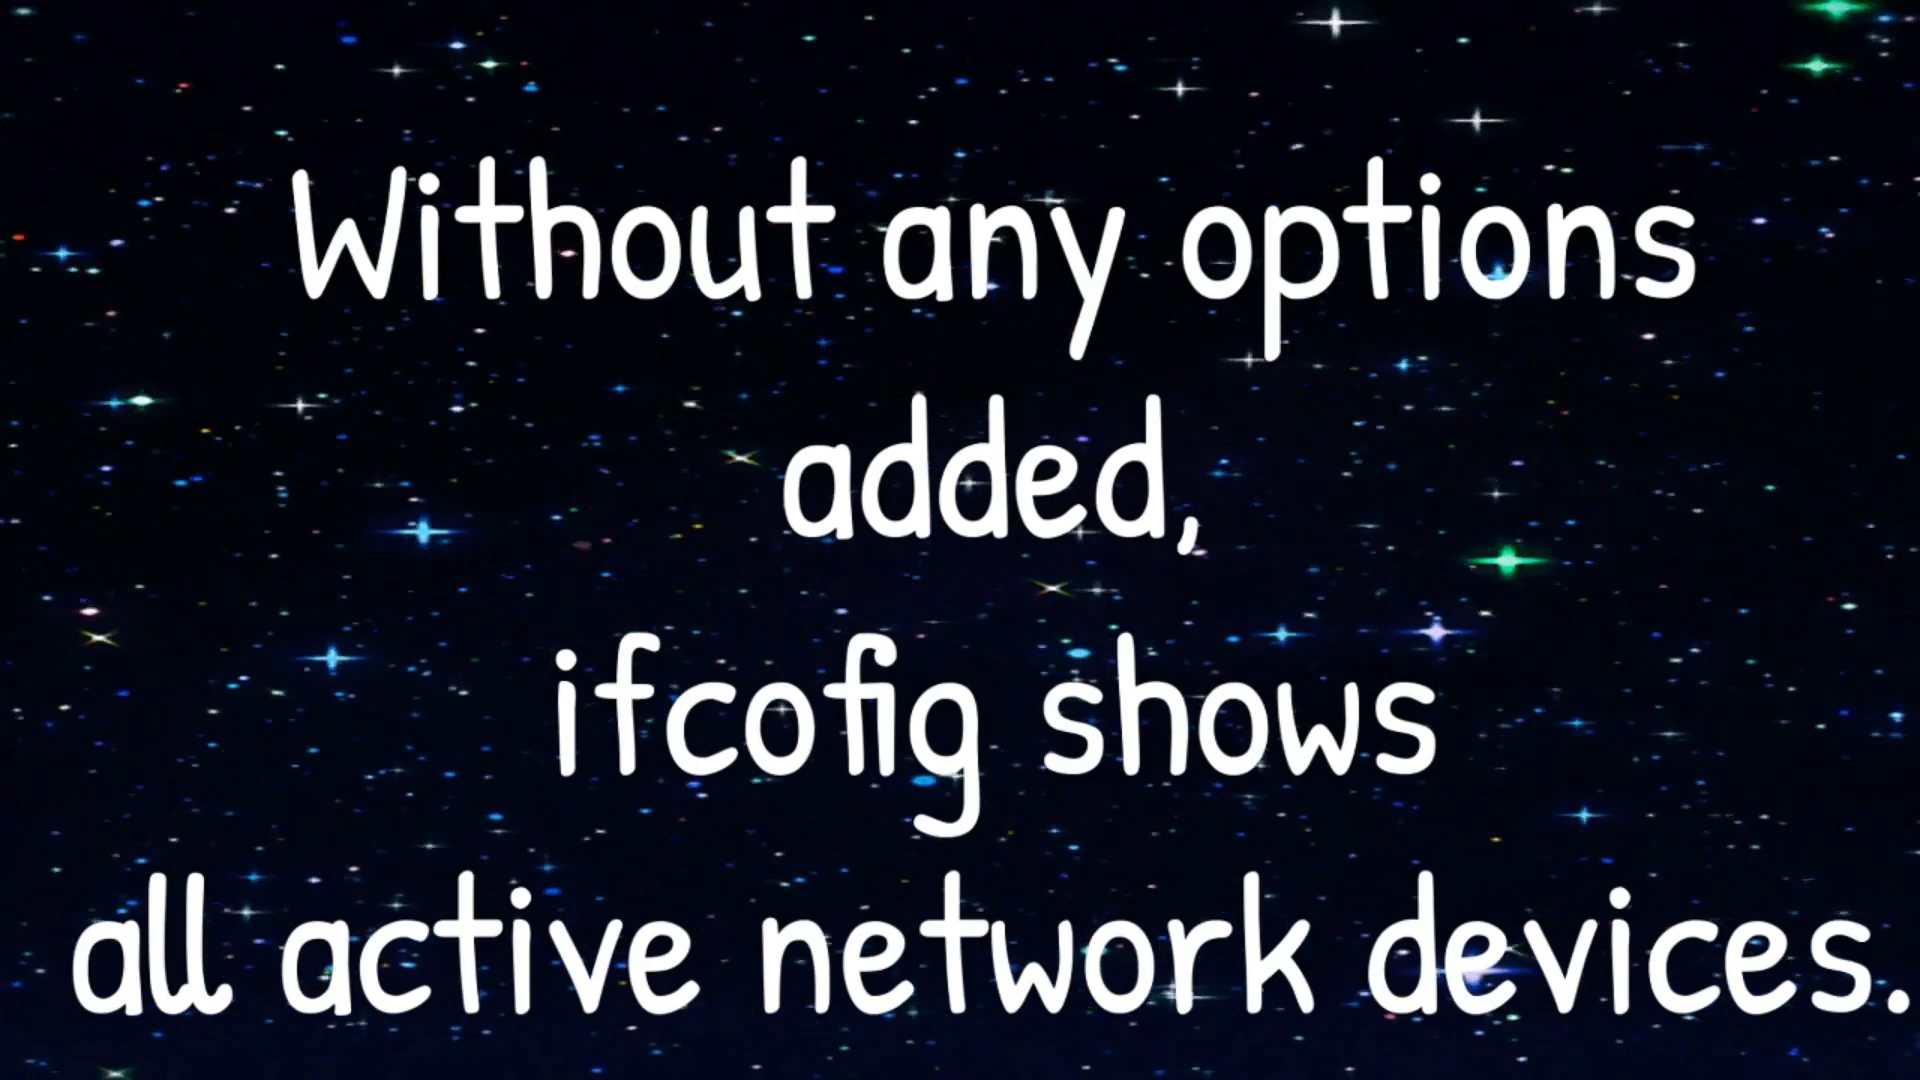 Without any options
added,
ifcofig shows
all active network devices.